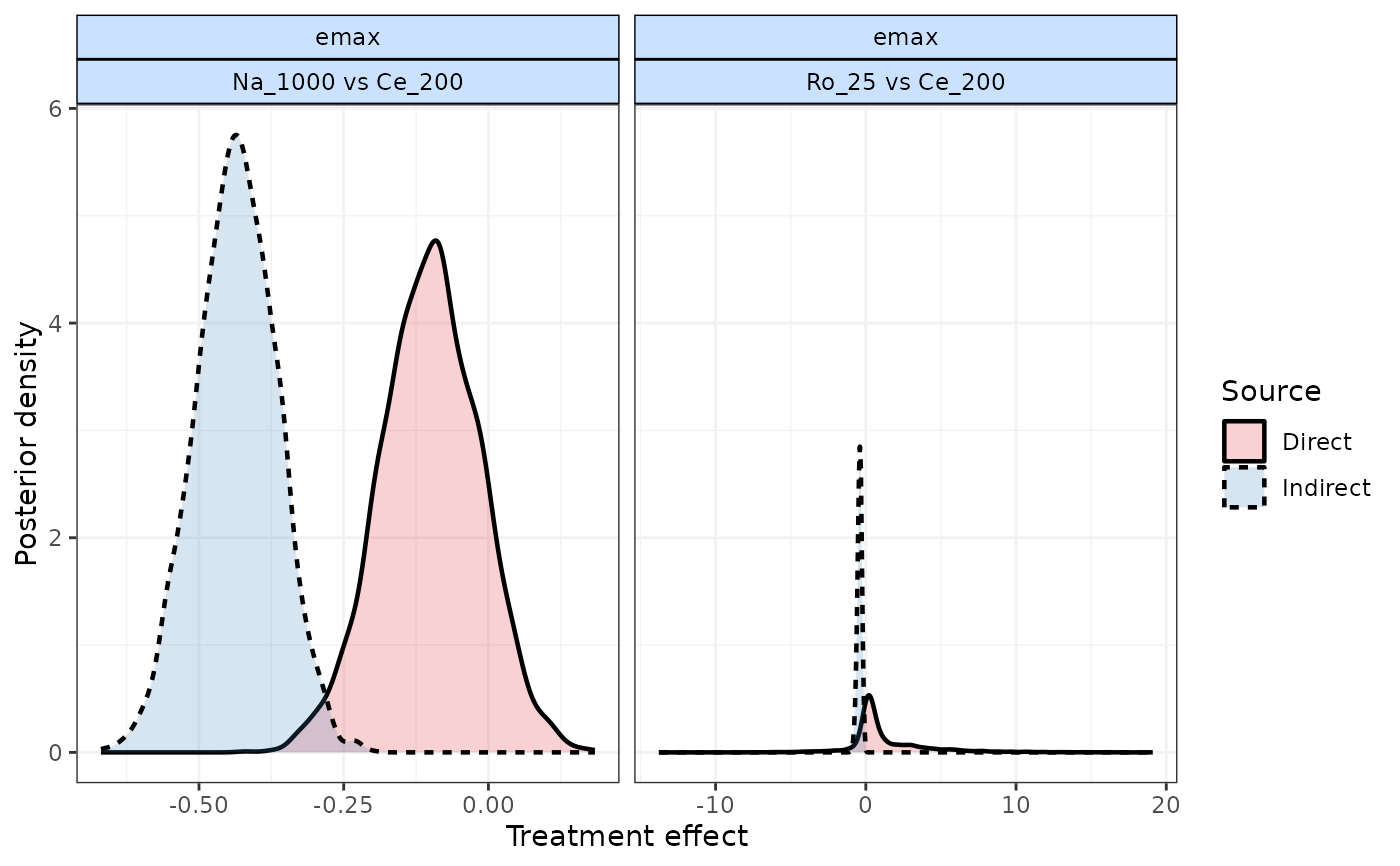 emax
emax
Na_1000 vs Ce_200
Ro_25 vs Ce_200
6
4
2
0
Posterior density
-0.50
-0.25
0.00
-10
0
10
20
Treatment effect
Source
Direct
Indirect